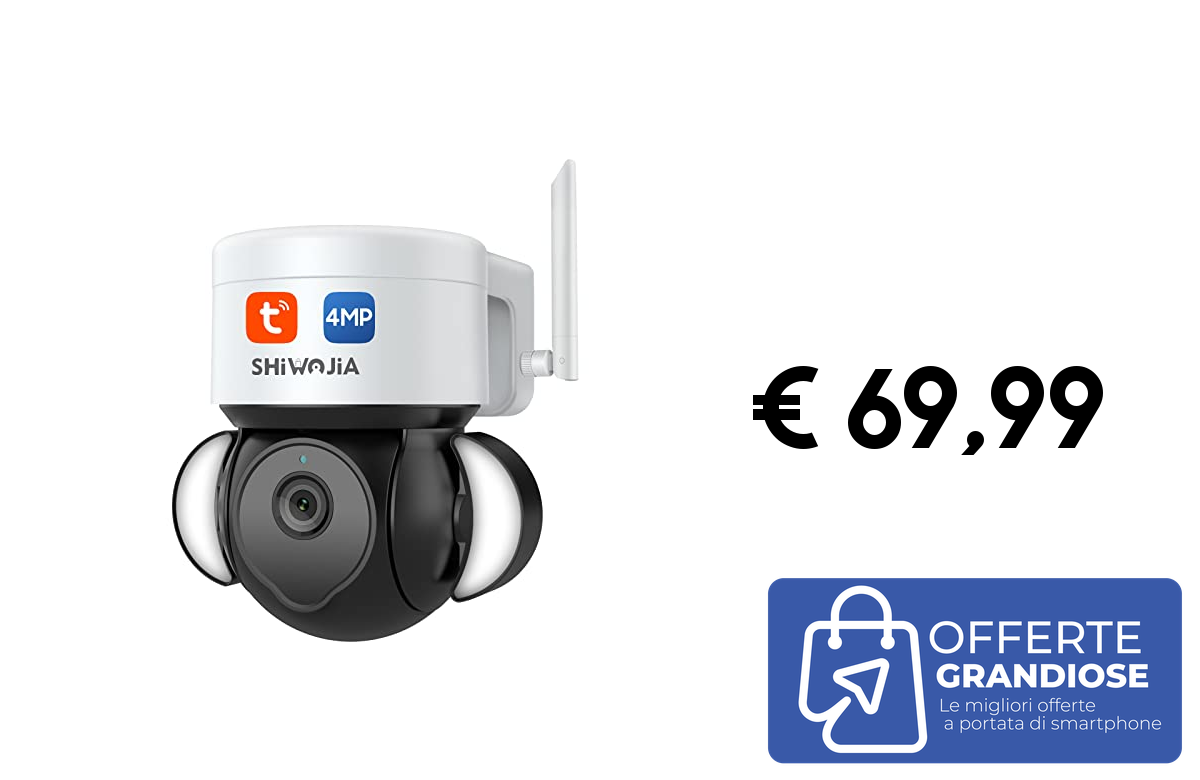 t
4MP
SHiWOJiA
€ 69,99
OFFERTE
GRANDIOSE
Le migliori offerte
a portata di smartphone